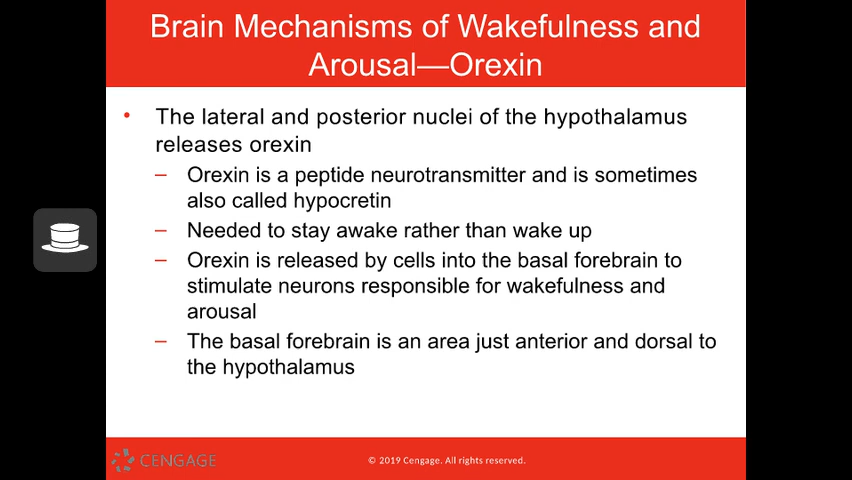 Brain Mechanisms of Wakefulness and
Arousal—Orexin
• The lateral and posterior nuclei of the hypothalamus
releases orexin
– Orexin is a peptide neurotransmitter and is sometimes
also called hypocretin
– Needed to stay awake rather than wake up
– Orexin is released by cells into the basal forebrain to
stimulate neurons responsible for wakefulness and
arousal
– The basal forebrain is an area just anterior and dorsal to
the hypothalamus
CENGAGE
© 2019 Cengage. All rights reserved.